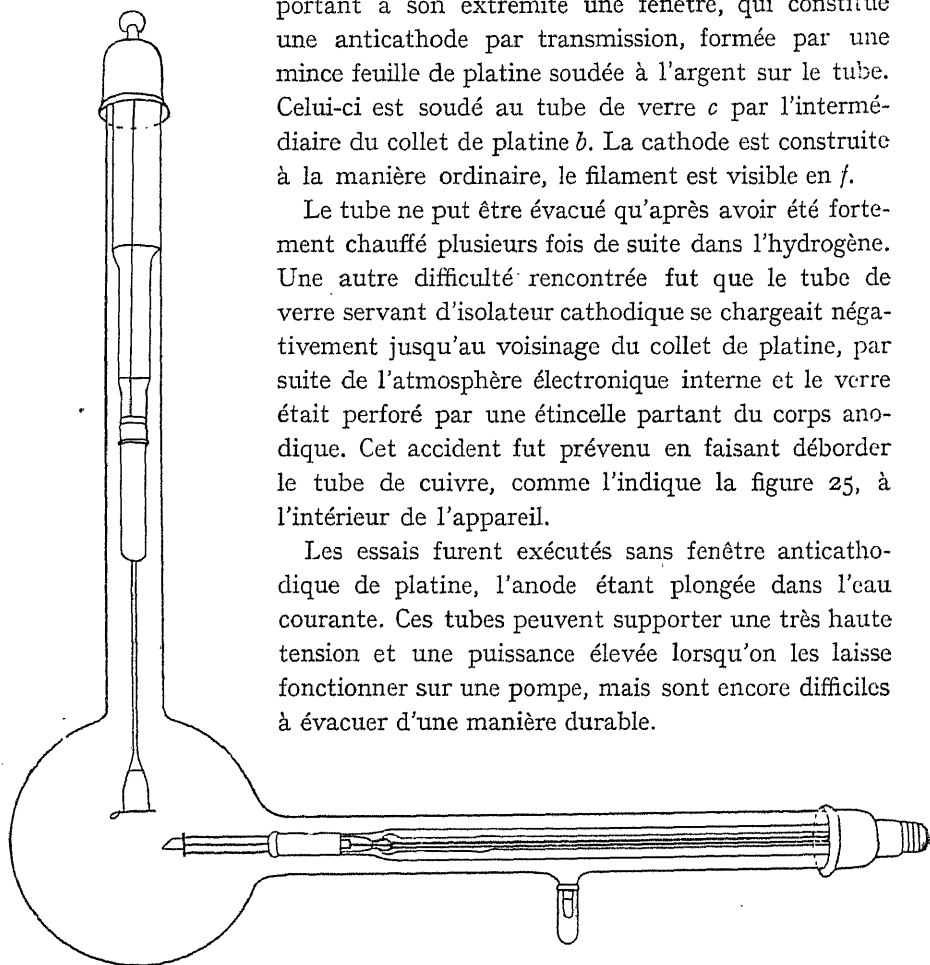 portant à son extrémité une fenêtre, qui constitue
une anticathode par transmission, formée par une
mince feuille de platine soudée à l'argent sur le tube.
Celui-ci est soudé au tube de verre c par l'intermé-
diaire du collet de platine b. La cathode est construite
à la manière ordinaire, le filament est visible en f.
Le tube ne put être évacué qu'après avoir été forte-
ment chauffé plusieurs fois de suite dans l'hydrogène.
Une autre difficulté rencontrée fut que le tube de
verre servant d'isolateur cathodique se chargeait néga-
tivement jusqu'au voisinage du collet de platine, par
suite de l'atmosphère électronique interne et le verre
était perforé par une étincelle partant du corps ano-
dique. Cet accident fut prévenu en faisant déborder
le tube de cuivre, comme l'indique la figure 25, à
l'intérieur de l'appareil.
Les essais furent exécutés sans fenêtre anticatho-
dique de platine, l'anode étant plongée dans l'eau
courante. Ces tubes peuvent supporter une très haute
tension et une puissance élevée lorsqu'on les laisse
fonctionner sur une pompe, mais sont encore difficiles
à évacuer d'une manière durable.